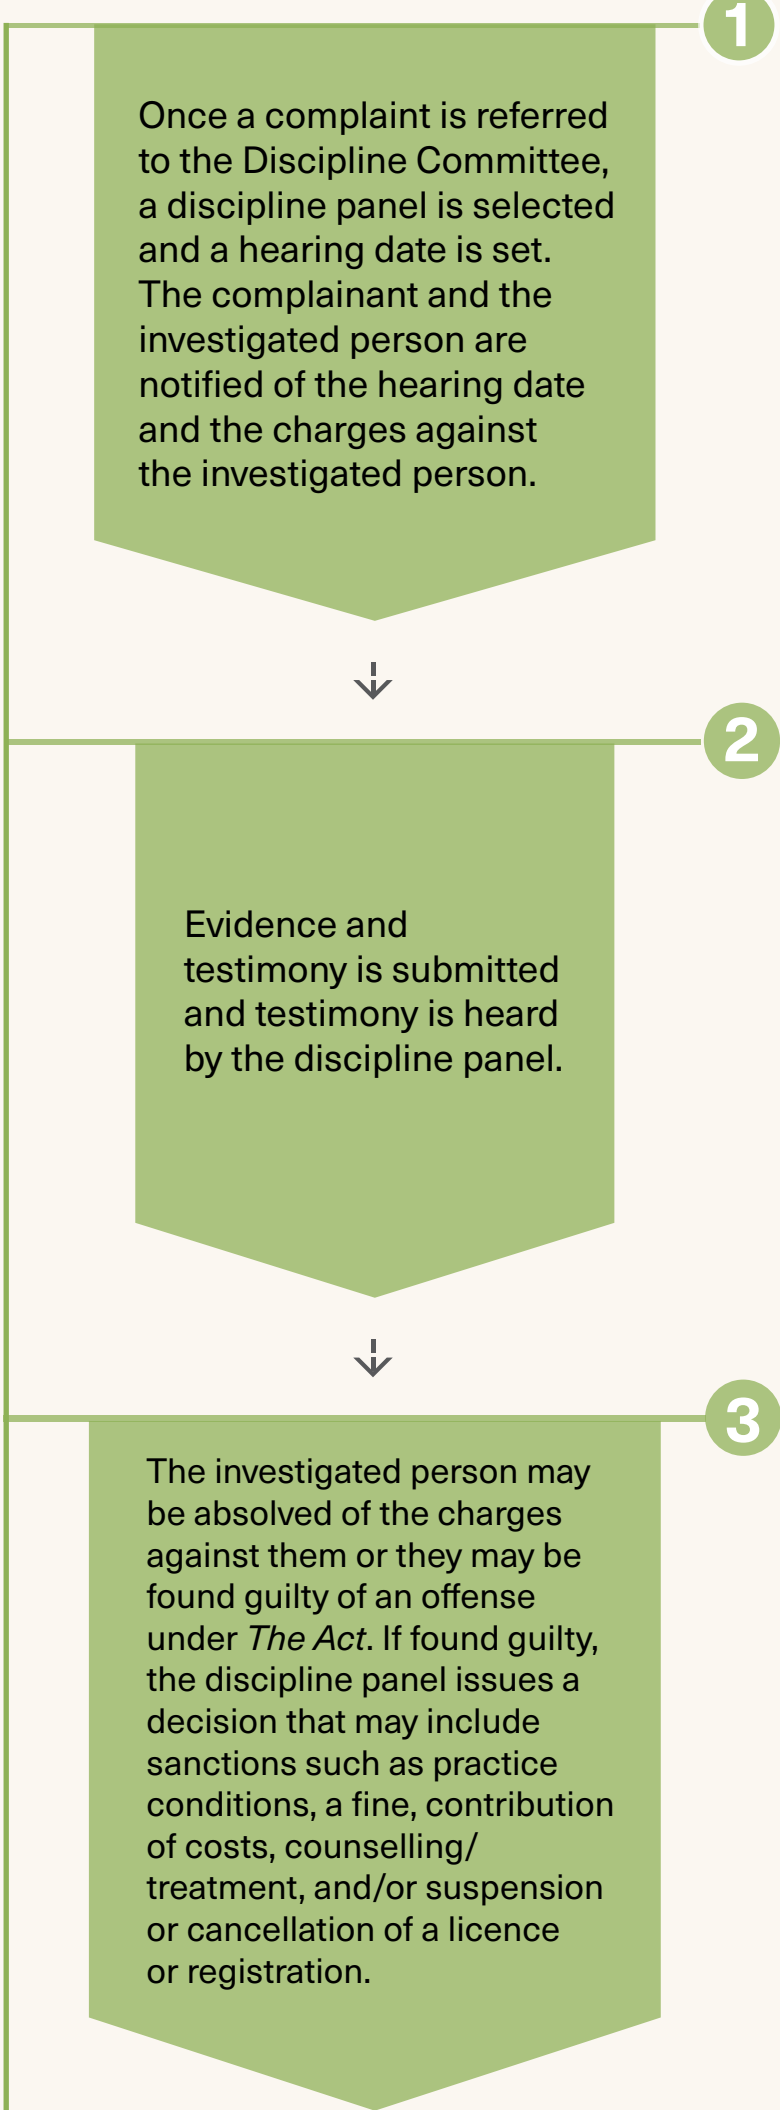 1
Once a complaint is referred
to the Discipline Committee,
a discipline panel is selected
and a hearing date is set.
The complainant and the
investigated person are
notified of the hearing date
and the charges against
the investigated person.
2
Evidence and
testimony is submitted
and testimony is heard
by the discipline panel.
3
The investigated person may
be absolved of the charges
against them or they may be
found guilty of an offense
under The Act. If found guilty,
the discipline panel issues a
decision that may include
sanctions such as practice
conditions, a fine, contribution
of costs, counselling/
treatment, and/or suspension
or cancellation of a licence
or registration.